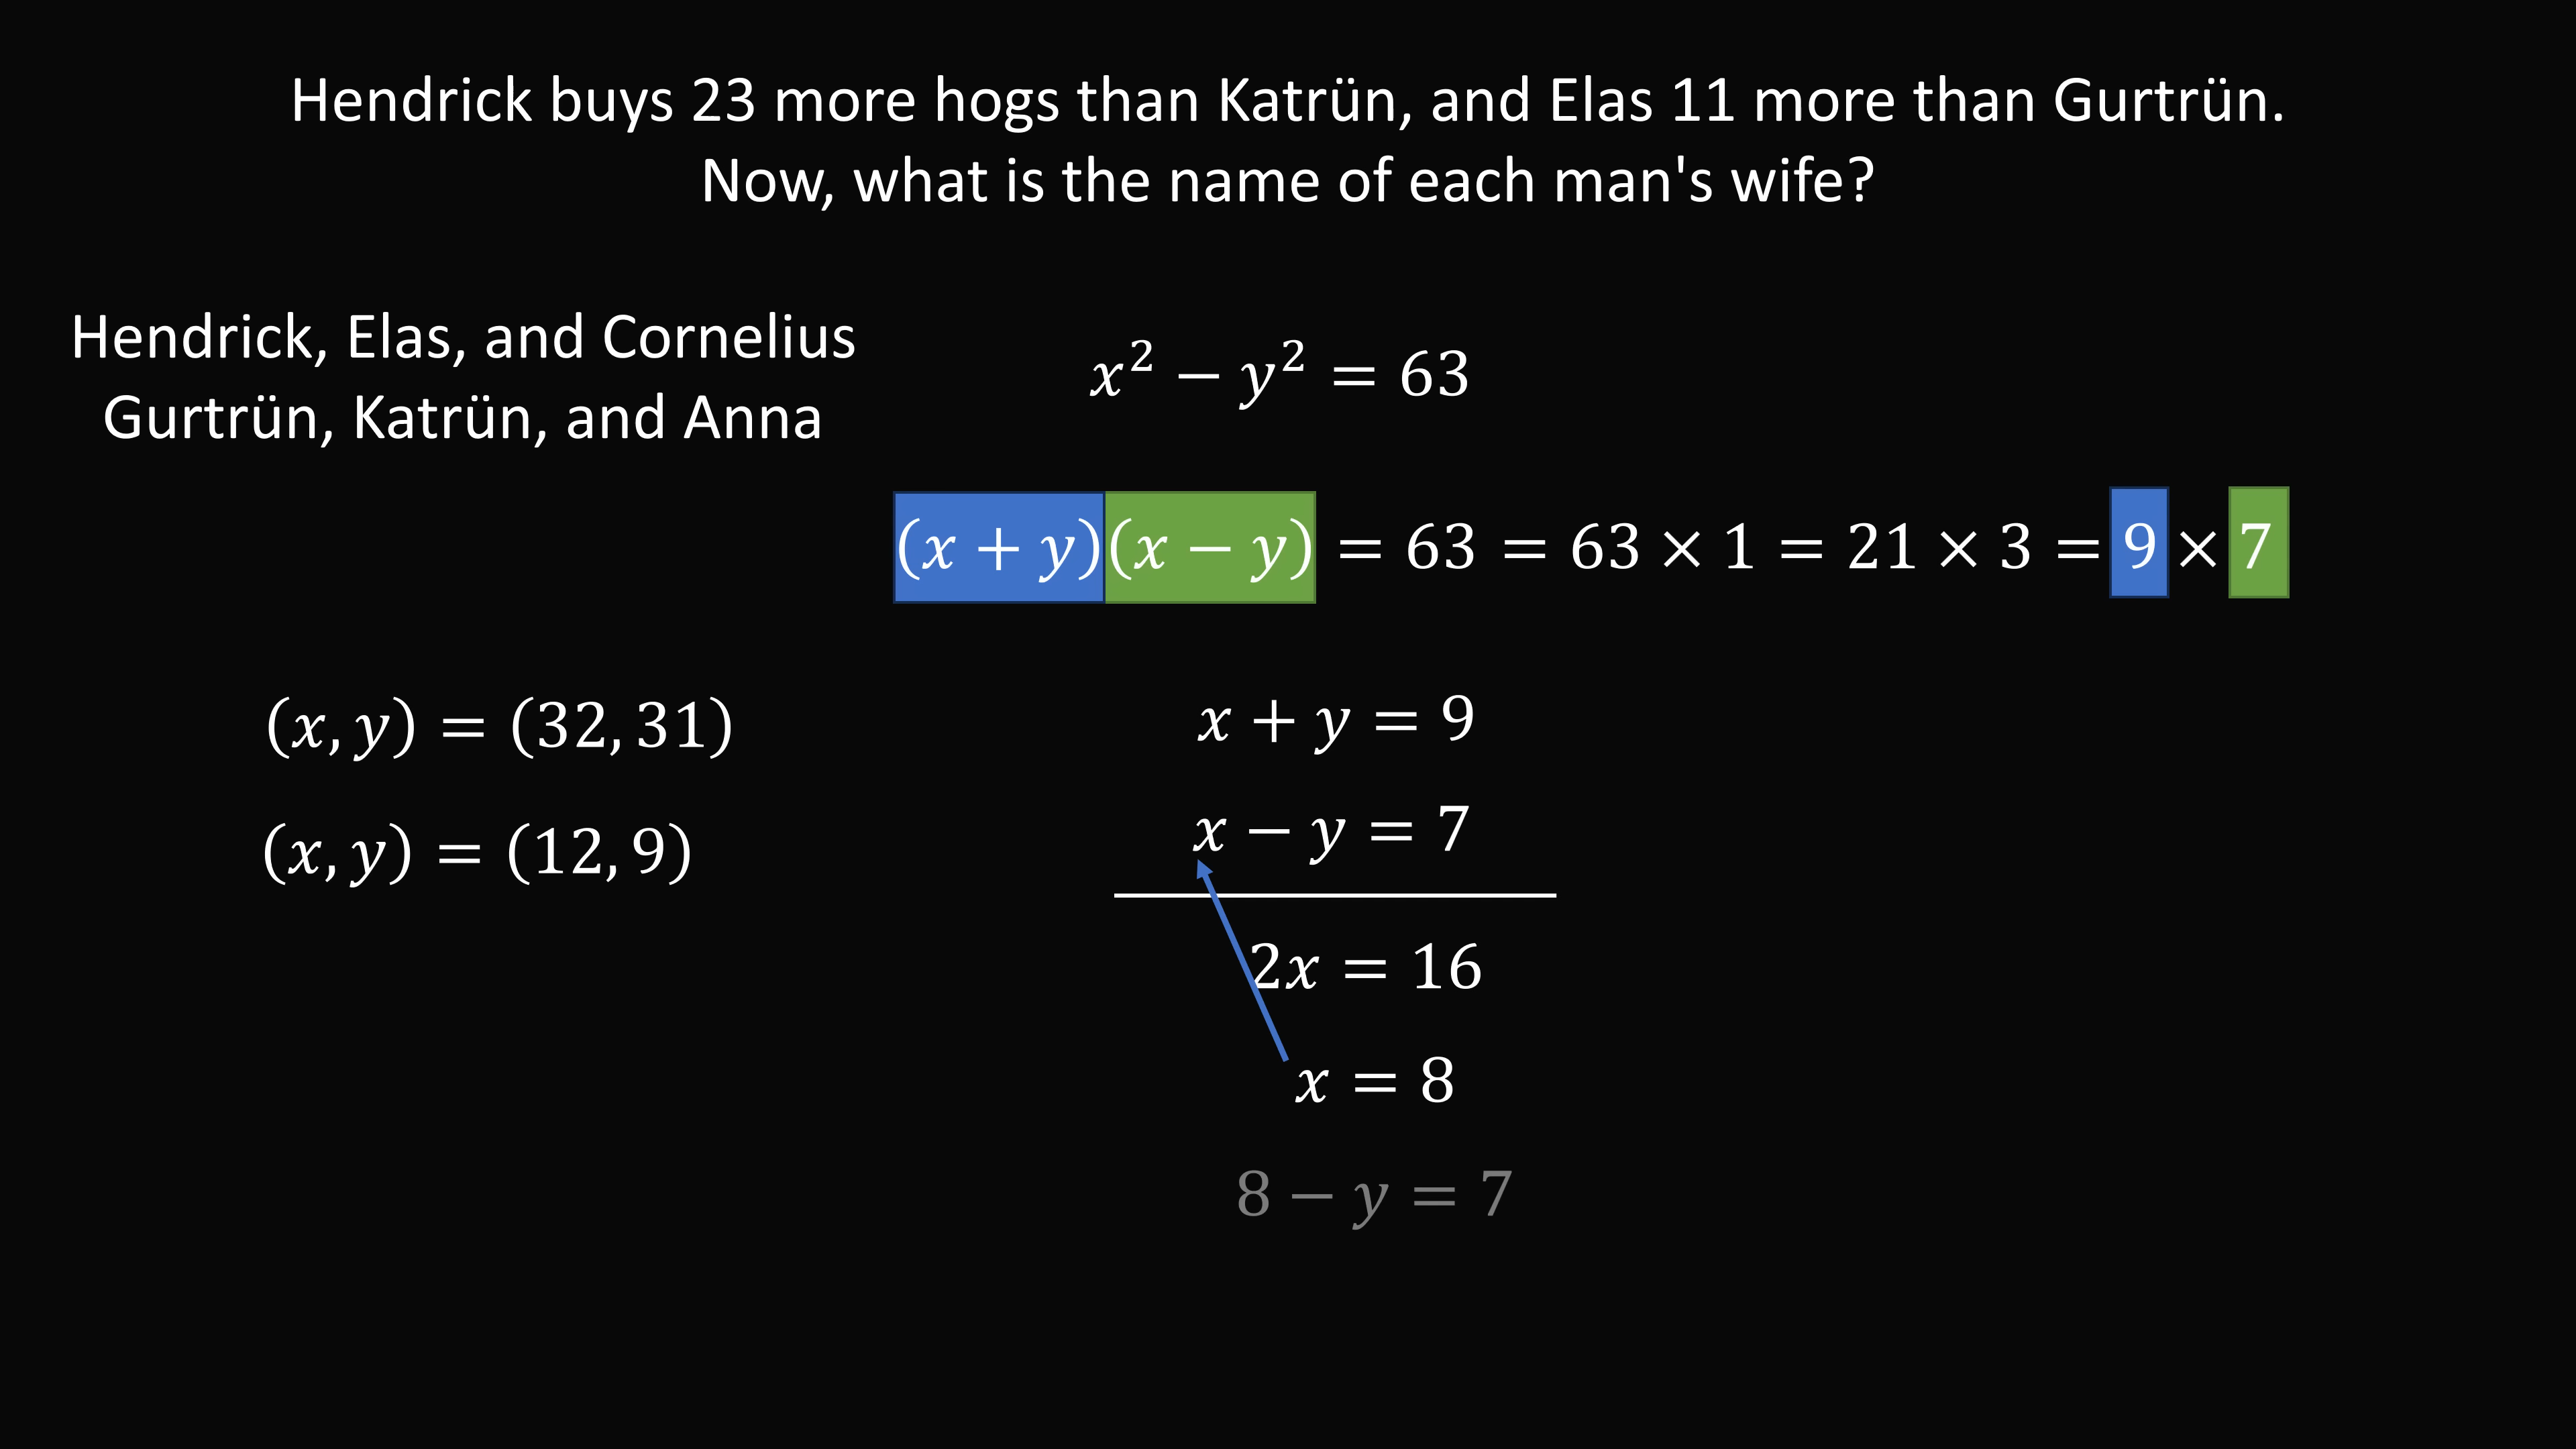 Hendrick buys 23 more hogs than Katrün, and Elas 11 more than Gurtrün.
Now, what is the name of each man's wife?
Hendrick, Elas, and Cornelius
Gurtrün, Katrün, and Anna
x² − y² = 63
(x + y)(x − y) = 63 = 63 × 1 = 21 × 3 = 9 × 7
(x, y) = (32, 31)
(x, y) = (12, 9)
x + y = 9
x − y = 7
2x = 16
x = 8
8 − y = 7